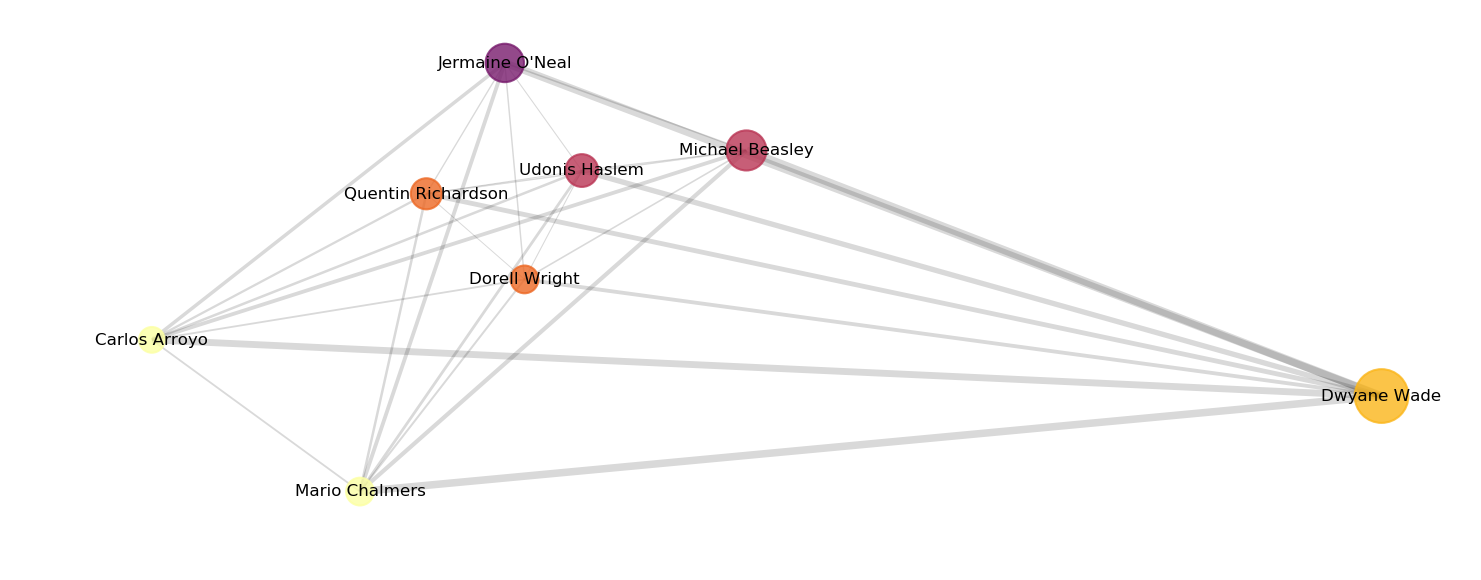 Jermaine O'Neal
Michael Beasley
Udonis Haslem
Quentin Richardson
Dorell Wright
Carlos Arroyo
Dwyane Wade
Mario Chalmers